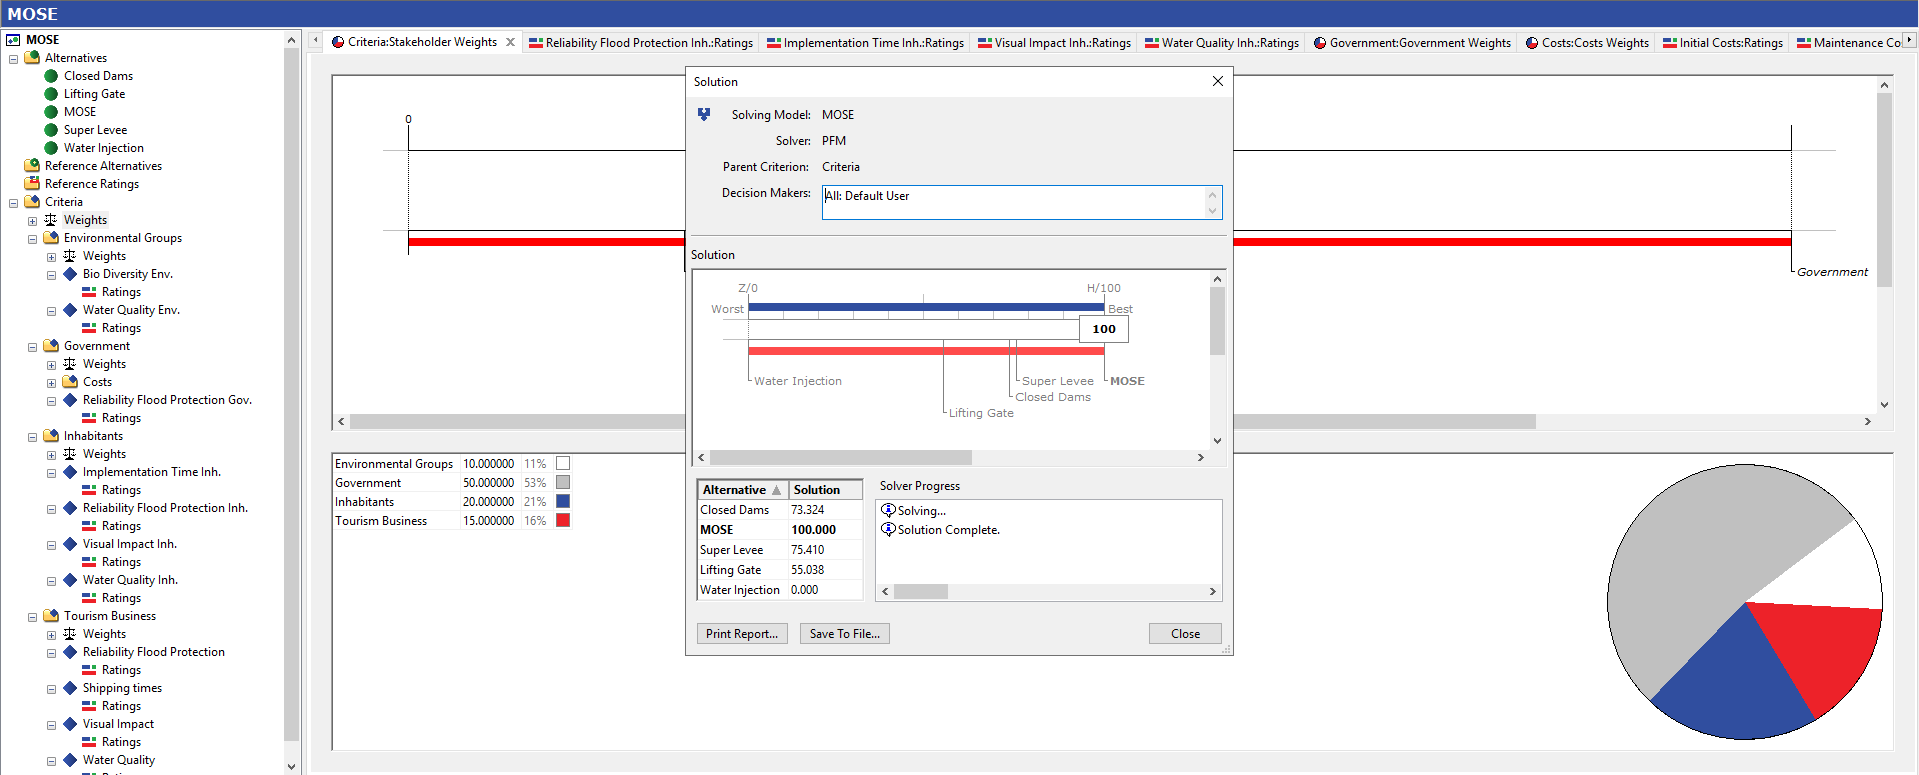 MOSE
MOSE
Alternatives
Closed Dams
Lifting Gate
MOSE
Super Levee
Water Injection
Reference Alternatives
Reference Ratings
Criteria
Weights
Environmental Groups
Weights
Bio Diversity Env.
Ratings
Water Quality Env.
Ratings
Government
Weights
Costs
Reliability Flood Protection Gov.
Ratings
Inhabitants
Weights
Implementation Time Inh.
Ratings
Reliability Flood Protection Inh.
Ratings
Visual Impact Inh.
Ratings
Water Quality Inh.
Ratings
Tourism Business
Weights
Reliability Flood Protection
Ratings
Shipping times
Ratings
Visual Impact
Ratings
Water Quality
Criteria:Stakeholder Weights
Reliability Flood Protection Inh.:Ratings
Implementation Time Inh.:Ratings
Visual Impact Inh.:Ratings
Water Quality Inh.:Ratings
Government:Government Weights
Costs:Costs Weights
Initial Costs:Ratings
Maintenance Co
0
Government
Environmental Groups 10.000000 11%
Government 50.000000 53%
Inhabitants 20.000000 21%
Tourism Business 15.000000 16%
Solution
Solving Model: MOSE
Solver: PFM
Parent Criterion: Criteria
Decision Makers: All: Default User
Solution
Z/0 H/100
Worst Best
100
Water Injection Super Levee MOSE
Closed Dams
Lifting Gate
Alternative Solution
Closed Dams 73.324
MOSE 100.000
Super Levee 75.410
Lifting Gate 55.038
Water Injection 0.000
Solver Progress
Solving...
Solution Complete.
Print Report... Save To File... Close